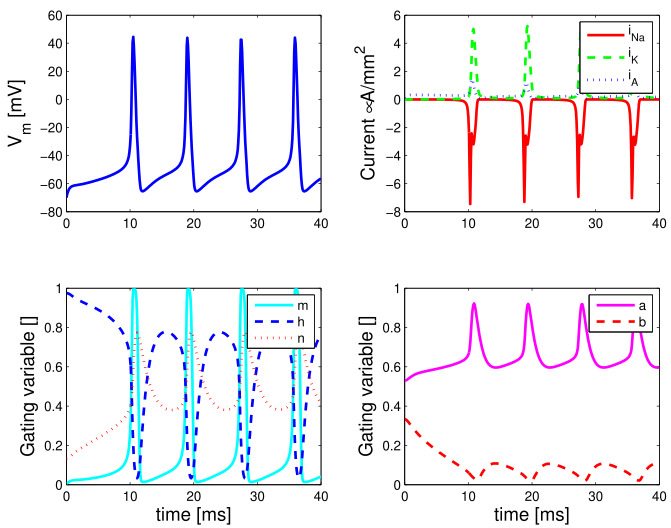 60
40
20
0
−20
−40
−60
−80
V_m [mV]
0 10 20 30 40
6
4
2
0
−2
−4
−6
−8
Current ∝A/mm²
i_Na
i_K
i_A
0 10 20 30 40
1
0.8
0.6
0.4
0.2
0
Gating variable []
m
h
n
0 10 20 30 40
time [ms]
1
0.8
0.6
0.4
0.2
0
Gating variable []
a
b
0 10 20 30 40
time [ms]